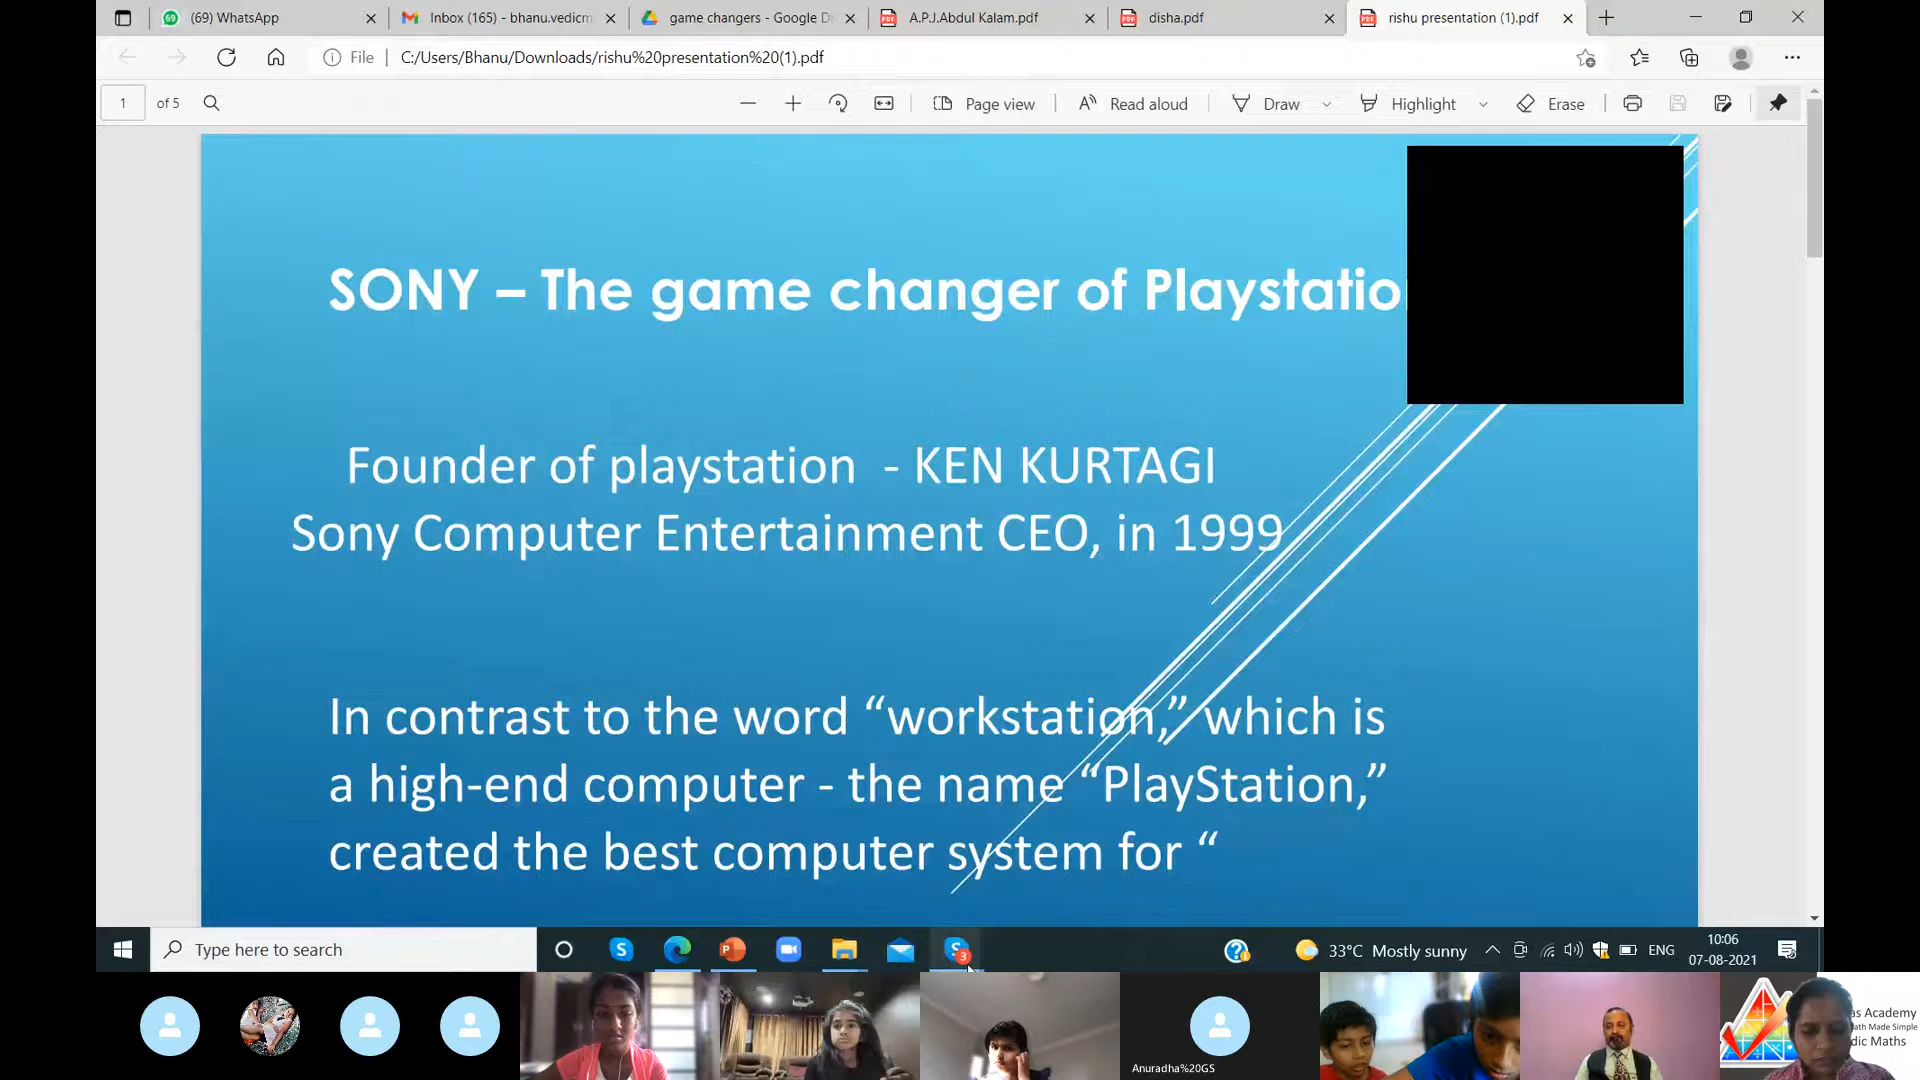 (69) WhatsApp
Inbox (165) - bhanu.vedicm
game changers - Google D
A.P.J.Abdul Kalam.pdf
disha.pdf
rishu presentation (1).pdf
File
C:/Users/Bhanu/Downloads/rishu%20presentation%20(1).pdf
1 of 5
Page view
Read aloud
Draw
Highlight
Erase
SONY – The game changer of Playstatio
Founder of playstation - KEN KURTAGI
Sony Computer Entertainment CEO, in 1999
In contrast to the word “workstation,” which is
a high-end computer - the name “PlayStation,”
created the best computer system for “
Type here to search
33°C Mostly sunny
ENG
10:06
07-08-2021
3
Anuradha%20GS
as Academy
ath Made Simple
dic Maths